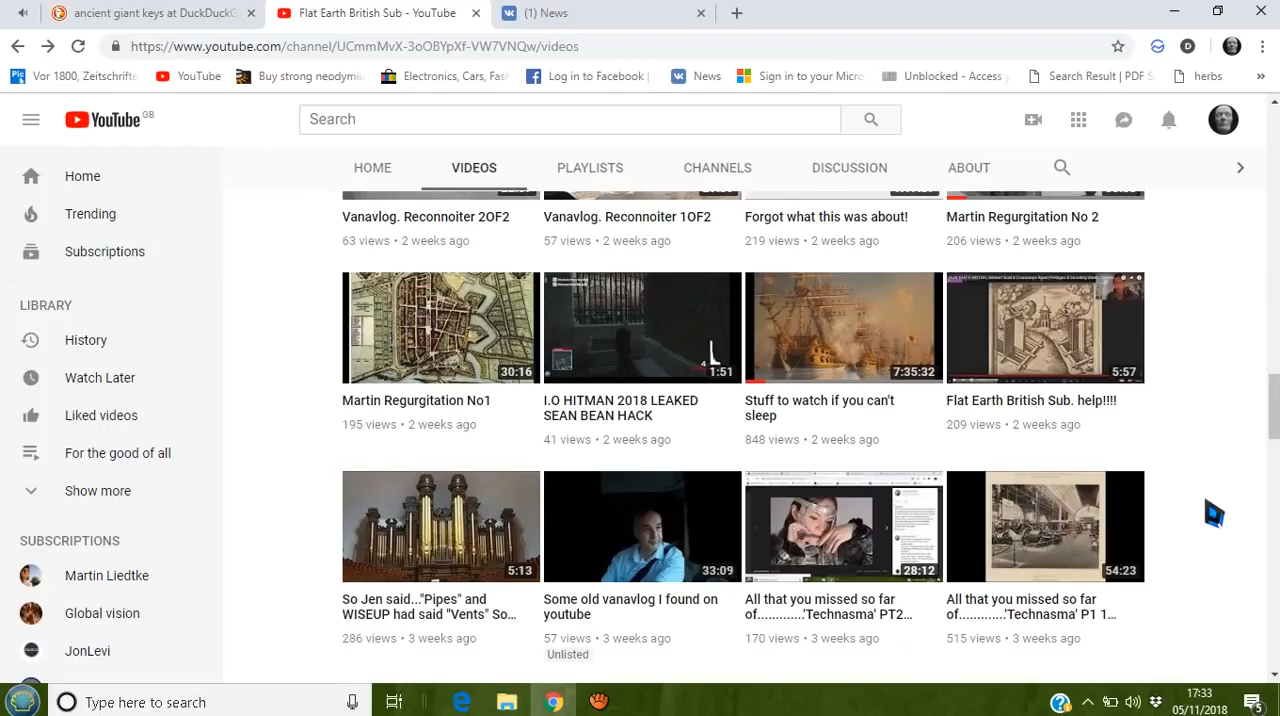 ancient giant keys at DuckDuckG
Flat Earth British Sub - YouTube
(1) News
https://www.youtube.com/channel/UCmmMvX-3oOBYpXf-VW7VNQw/videos
Vor 1800, Zeitschrifte
YouTube
Buy strong neodymiu
Electronics, Cars, Fash
Log in to Facebook |
News
Sign in to your Micro
Unblocked - Access y
Search Result | PDF S
herbs
»
YouTube GB
Search
HOME
VIDEOS
PLAYLISTS
CHANNELS
DISCUSSION
ABOUT
Home
Trending
Subscriptions
LIBRARY
History
Watch Later
Liked videos
For the good of all
Show more
SUBSCRIPTIONS
Martin Liedtke
Global vision
JonLevi
Vanavlog. Reconnoiter 2OF2
63 views • 2 weeks ago
Vanavlog. Reconnoiter 1OF2
57 views • 2 weeks ago
Forgot what this was about!
219 views • 2 weeks ago
Martin Regurgitation No 2
206 views • 2 weeks ago
30:16
Martin Regurgitation No1
195 views • 2 weeks ago
4
1:51
I.O HITMAN 2018 LEAKED
SEAN BEAN HACK
41 views • 2 weeks ago
7:35:32
Stuff to watch if you can't
sleep
848 views • 2 weeks ago
5:57
Flat Earth British Sub. help!!!!
209 views • 2 weeks ago
5:13
So Jen said..."Pipes" and
WISEUP had said "Vents" So...
286 views • 3 weeks ago
33:09
Some old vanavlog I found on
youtube
57 views • 3 weeks ago
Unlisted
28:12
All that you missed so far
of.............'Technasma' PT2...
170 views • 3 weeks ago
54:23
All that you missed so far
of.............'Technasma' P1 1...
515 views • 3 weeks ago
Type here to search
17:33
05/11/2018
5